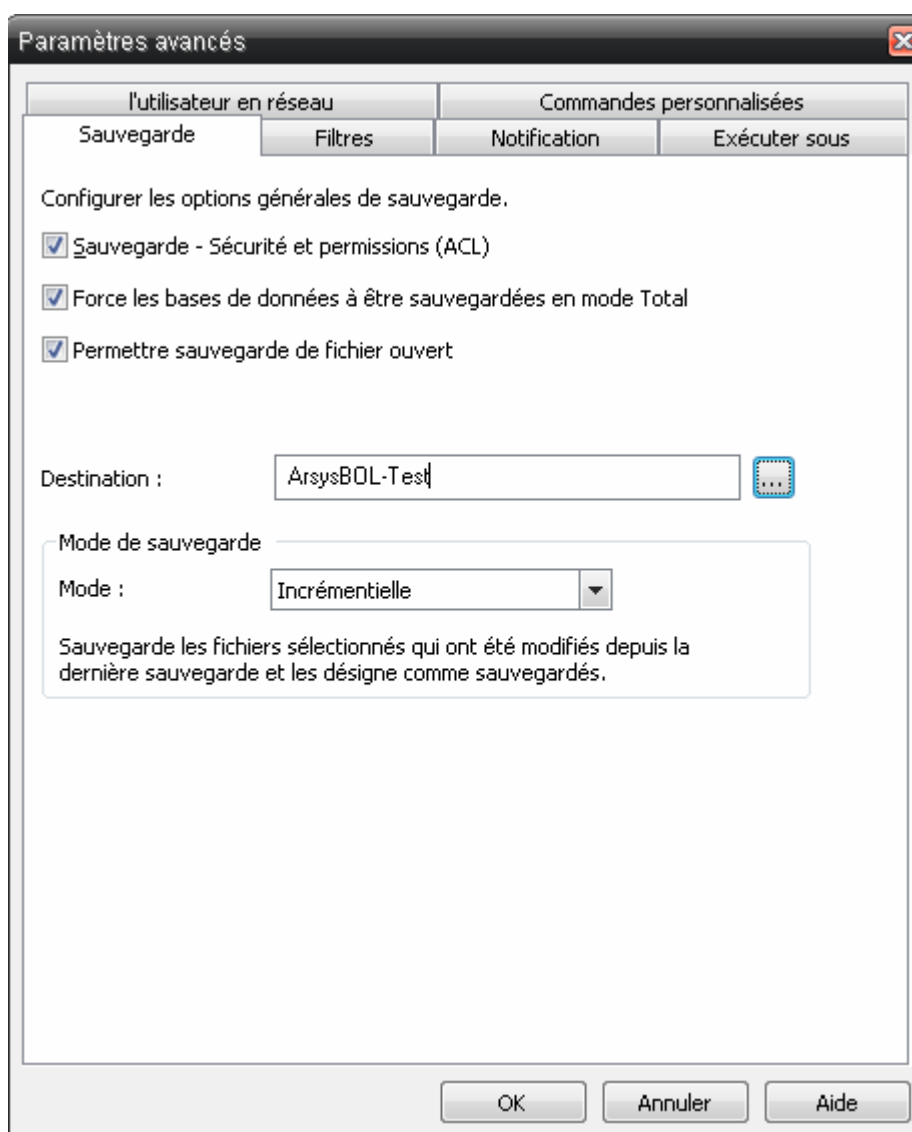 Paramètres avancés
l'utilisateur en réseau
Commandes personnalisées
Sauvegarde
Filtres
Notification
Exécuter sous
Configurer les options générales de sauvegarde.
Sauvegarde - Sécurité et permissions (ACL)
Force les bases de données à être sauvegardées en mode Total
Permettre sauvegarde de fichier ouvert
Destination :
ArsysBOL-Test
...
Mode de sauvegarde
Mode :
Incrémentielle
Sauvegarde les fichiers sélectionnés qui ont été modifiés depuis la
dernière sauvegarde et les désigne comme sauvegardés.
OK
Annuler
Aide